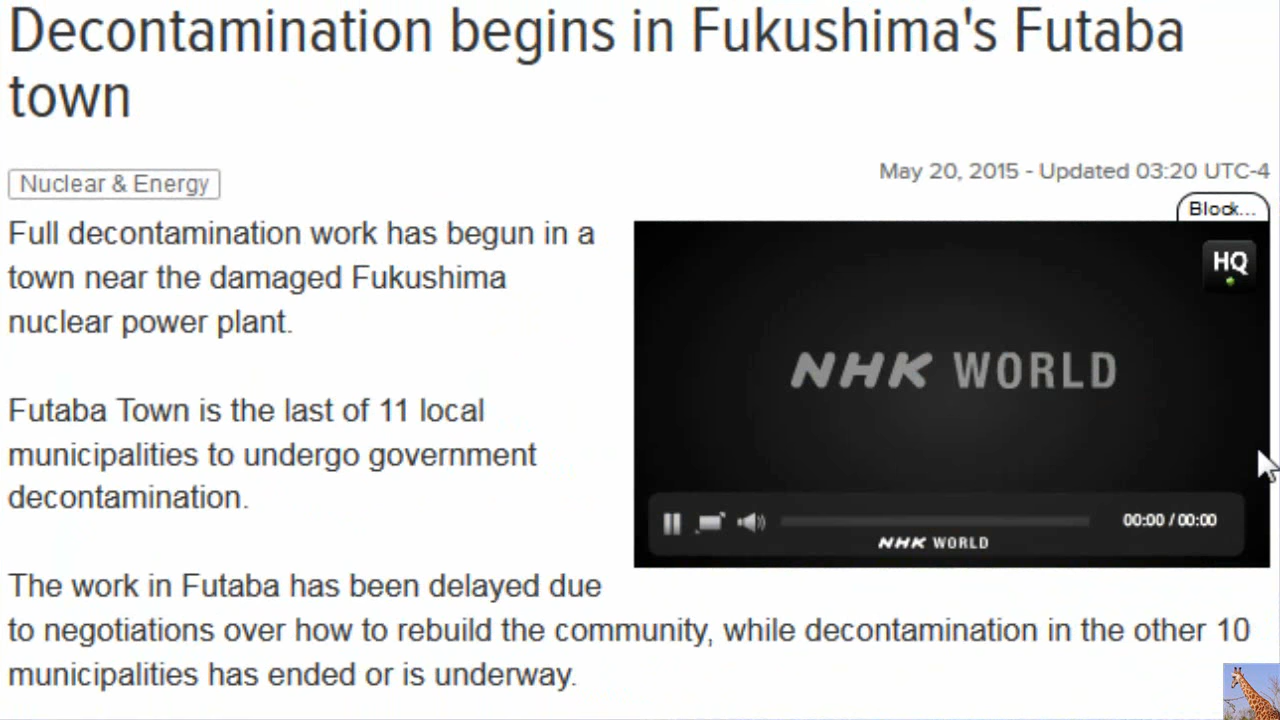 Decontamination begins in Fukushima's Futaba
town
Nuclear & Energy
May 20, 2015 - Updated 03:20 UTC-4
Block...
Full decontamination work has begun in a
town near the damaged Fukushima
nuclear power plant.
HQ
NHK WORLD
Futaba Town is the last of 11 local
municipalities to undergo government
decontamination.
00:00 / 00:00
NHK WORLD
The work in Futaba has been delayed due
to negotiations over how to rebuild the community, while decontamination in the other 10
municipalities has ended or is underway.